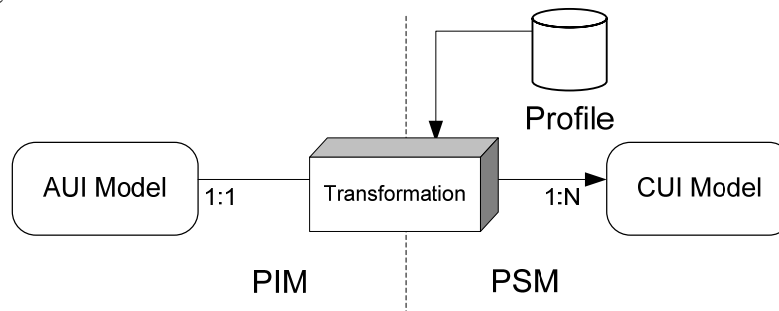 Profile
AUI Model
1:1
Transformation
1:N
CUI Model
PIM
PSM